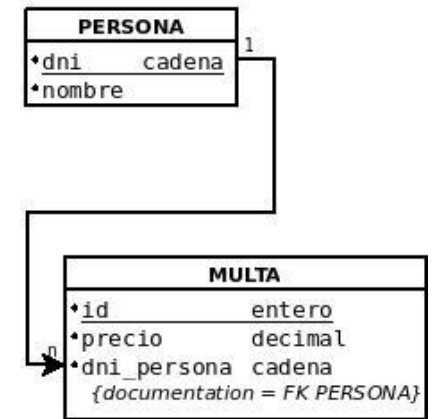 PERSONA
dni cadena
nombre
1
MULTA
id entero
precio decimal
n
dni_persona cadena
{documentation = FK PERSONA}